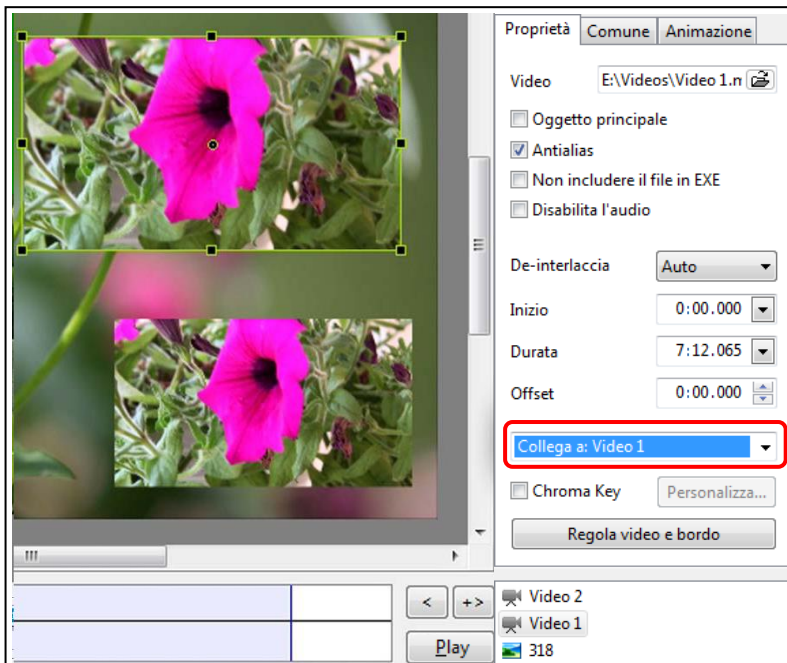 Proprietà Comune Animazione
Video E:\Videos\Video 1.m
Oggetto principale
Antialias
Non includere il file in EXE
Disabilita l'audio
De-interlaccia Auto
Inizio 0:00.000
Durata 7:12.065
Offset 0:00.000
Collega a: Video 1
Chroma Key Personalizza...
Regola video e bordo
< +> Video 2
Video 1
Play 318